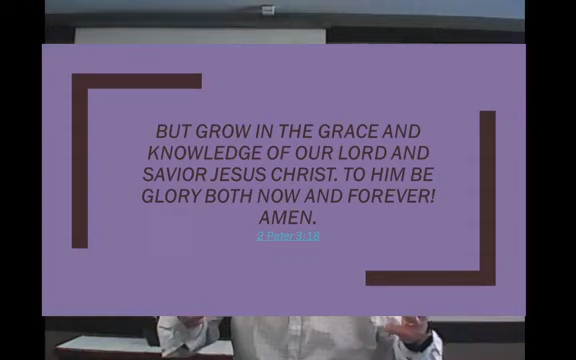 BUT GROW IN THE GRACE AND
KNOWLEDGE OF OUR LORD AND
SAVIOR JESUS CHRIST. TO HIM BE
GLORY BOTH NOW AND FOREVER!
AMEN.
2 Peter 3:18